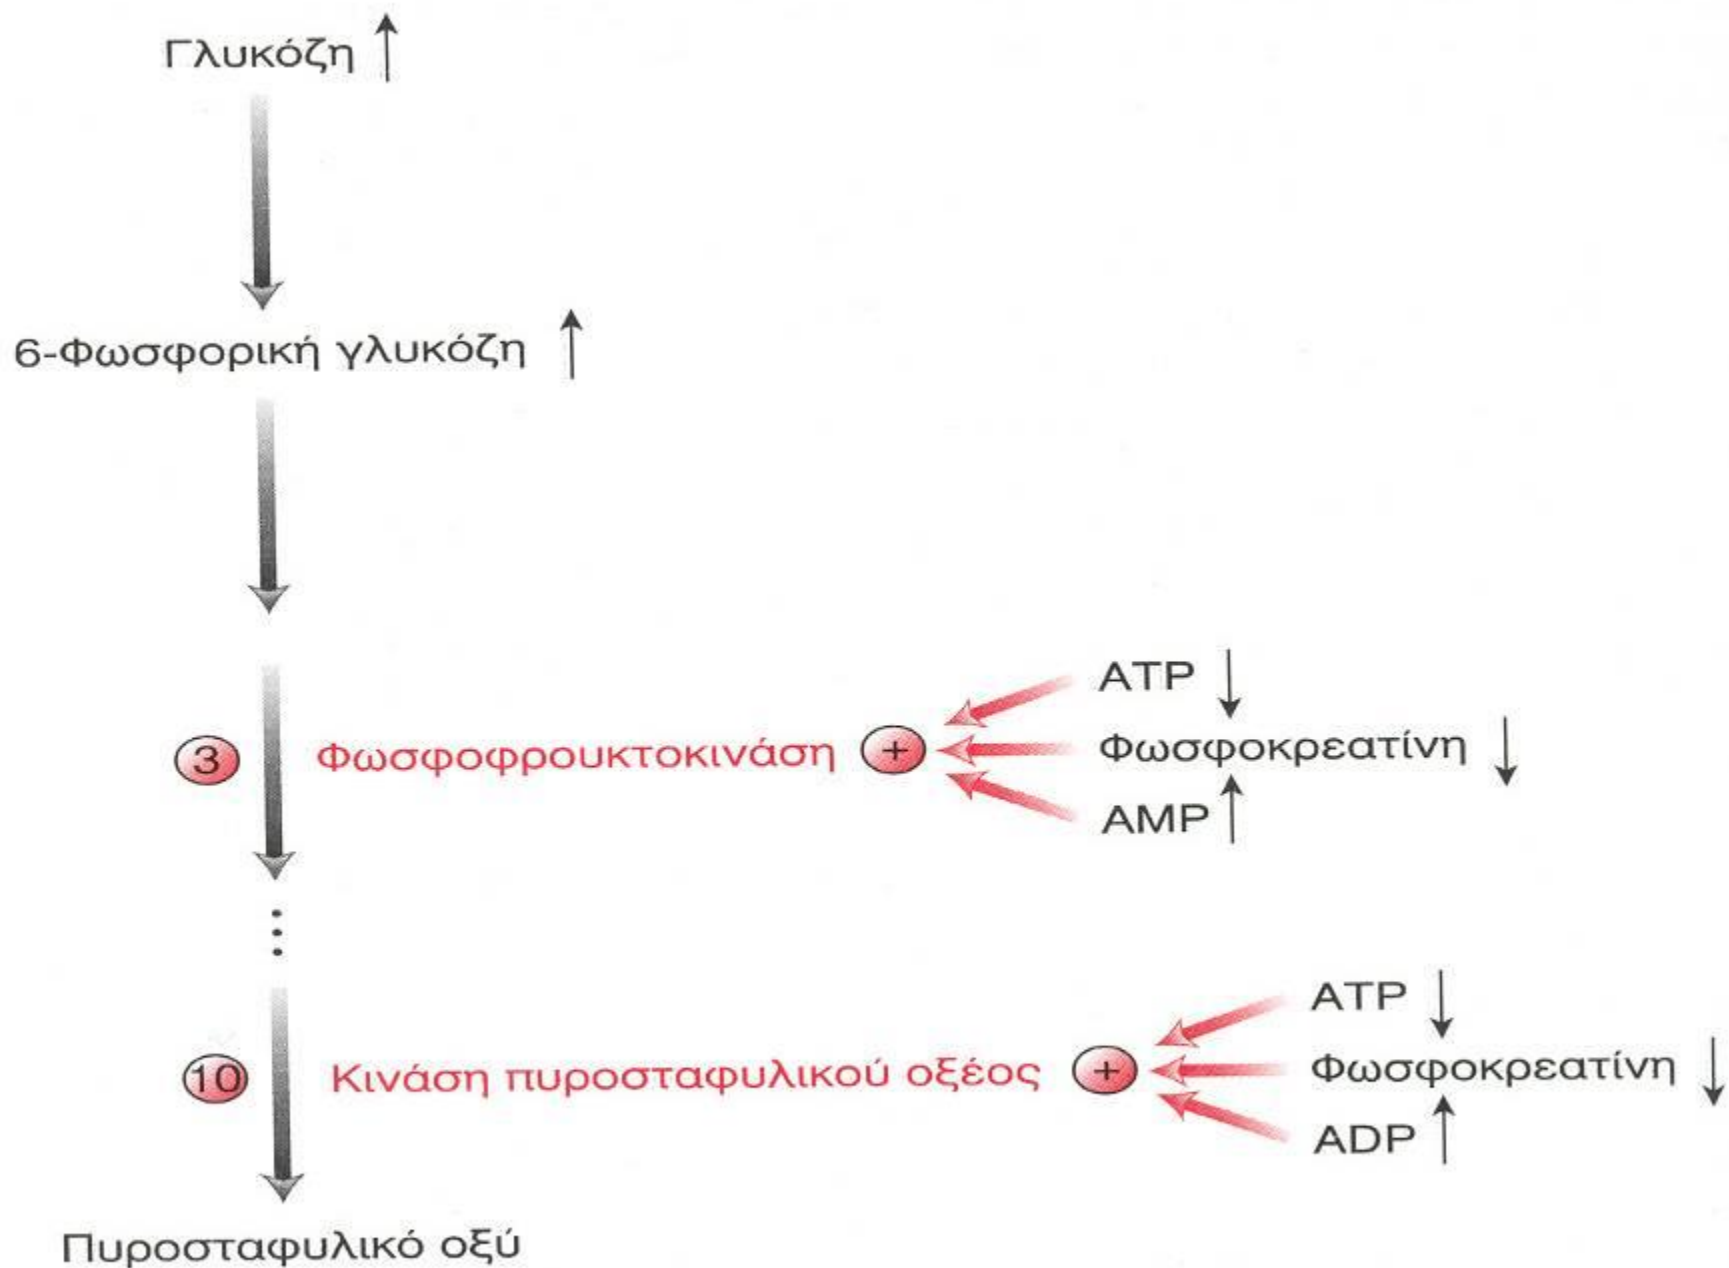 Γλυκόζη ↑
6-Φωσφορική γλυκόζη ↑
ATP ↓
3 Φωσφοφρουκτοκινάση + Φωσφοκρεατίνη ↓
AMP ↑
⋮
ATP ↓
10 Κινάση πυροσταφυλικού οξέος + Φωσφοκρεατίνη ↓
ADP ↑
Πυροσταφυλικό οξύ